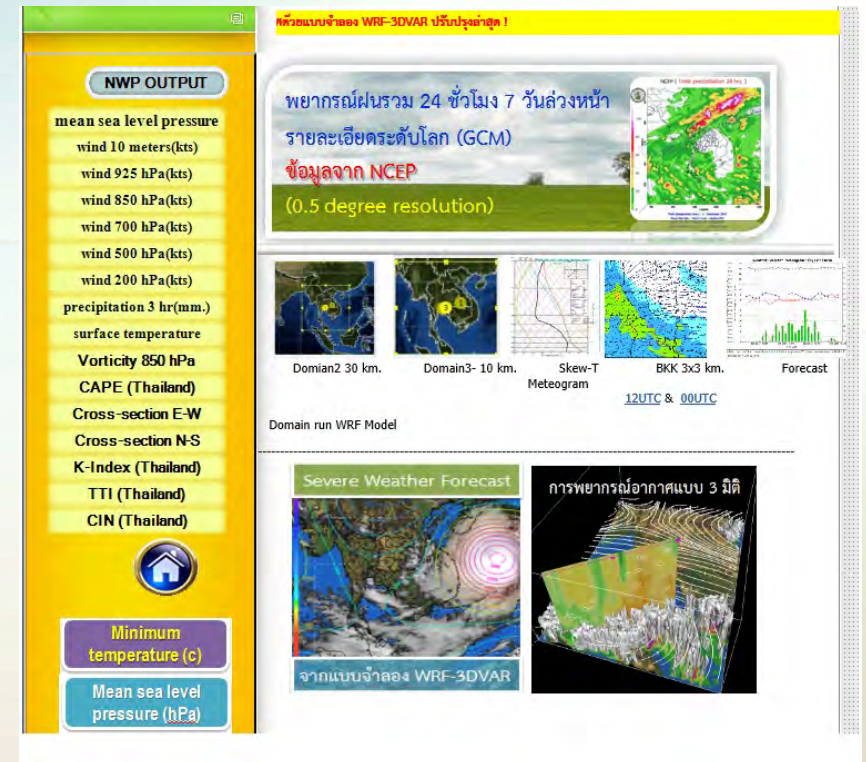 ศด้วยแบบจำลอง WRF-3DVAR ปรับปรุงล่าสุด !
NWP OUTPUT
mean sea level pressure
wind 10 meters(kts)
wind 925 hPa(kts)
wind 850 hPa(kts)
wind 700 hPa(kts)
wind 500 hPa(kts)
wind 200 hPa(kts)
precipitation 3 hr(mm.)
surface temperature
Vorticity 850 hPa
CAPE (Thailand)
Cross-section E-W
Cross-section N-S
K-Index (Thailand)
TTI (Thailand)
CIN (Thailand)
Minimum
temperature (c)
Mean sea level
pressure (hPa)
พยากรณ์ฝนรวม 24 ชั่วโมง 7 วันล่วงหน้า
รายละเอียดระดับโลก (GCM)
ข้อมูลจาก NCEP
(0.5 degree resolution)
Domian2 30 km.
Domain3- 10 km.
Skew-T
BKK 3x3 km.
Forecast
Meteogram
12UTC & 00UTC
Domain run WRF Model
Severe Weather Forecast
จากแบบจำลอง WRF-3DVAR
การพยากรณ์อากาศแบบ 3 มิติ